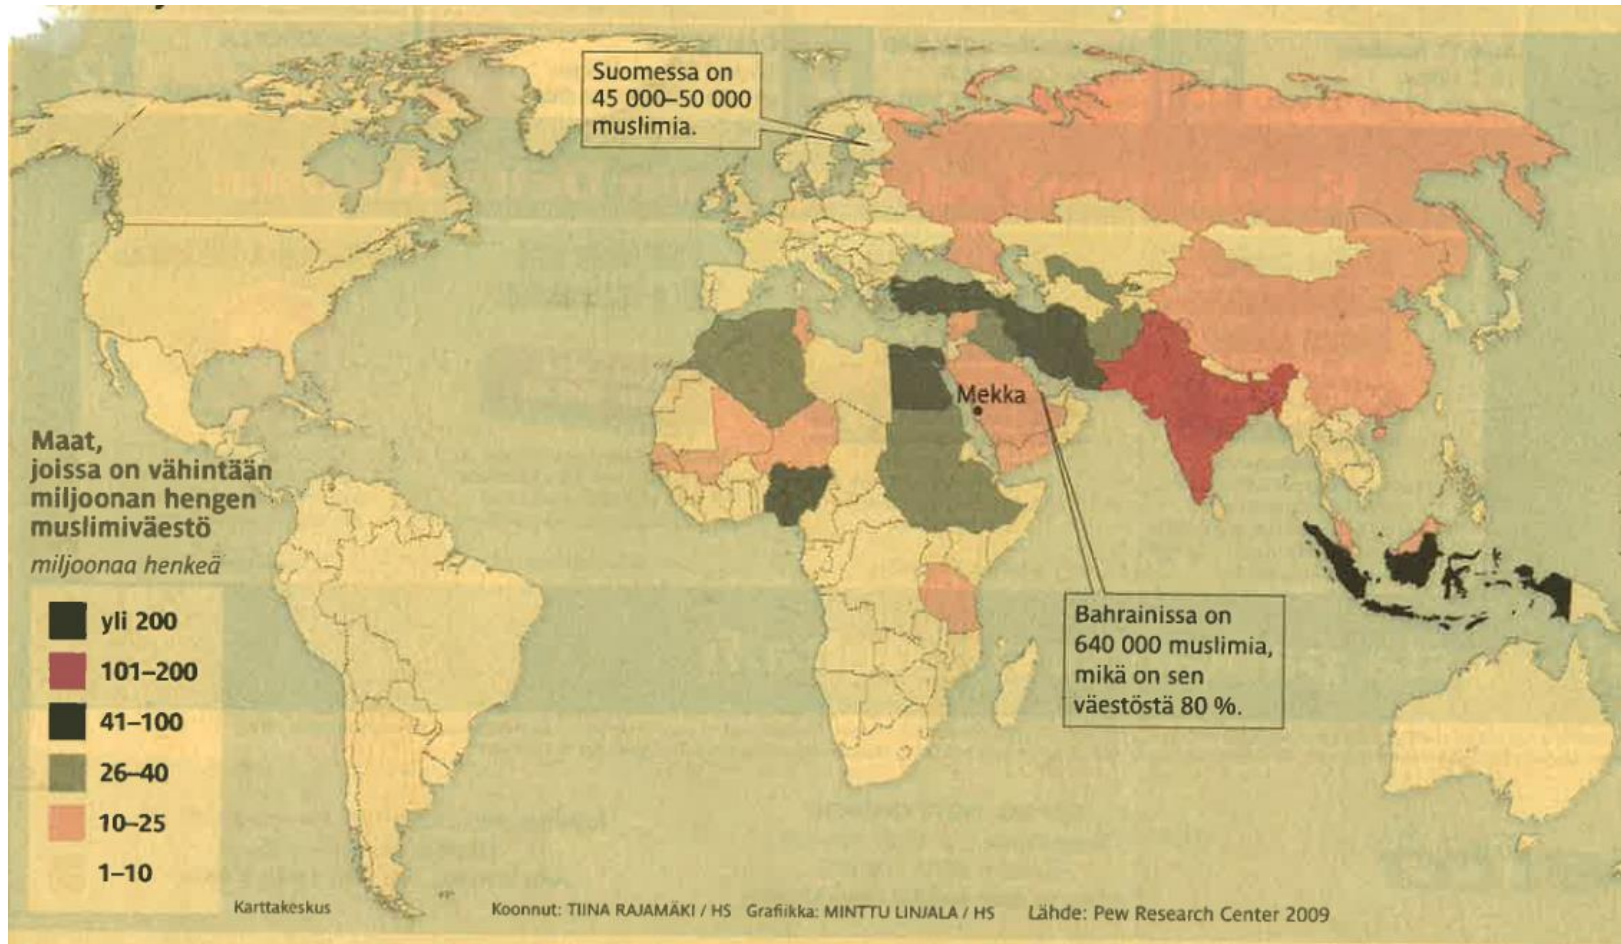 Suomessa on
45 000–50 000
muslimia.
Mekka
Maat,
joissa on vähintään
miljoonan hengen
muslimiväestö
miljoonaa henkeä
yli 200
101–200
41–100
26–40
10–25
1–10
Bahrainissa on
640 000 muslimia,
mikä on sen
väestöstä 80 %.
Karttakeskus
Koonnut: TIINA RAJAMÄKI / HS Grafiikka: MINTTU LINJALA / HS Lähde: Pew Research Center 2009